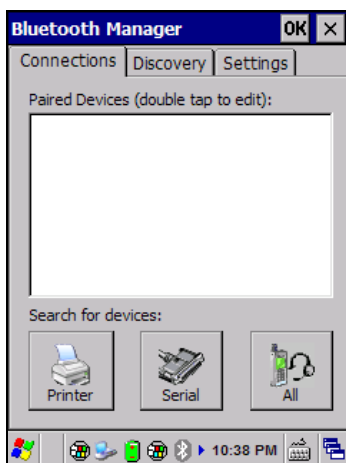 Bluetooth Manager OK ×
Connections Discovery Settings
Paired Devices (double tap to edit):
Search for devices:
Printer Serial All
10:38 PM